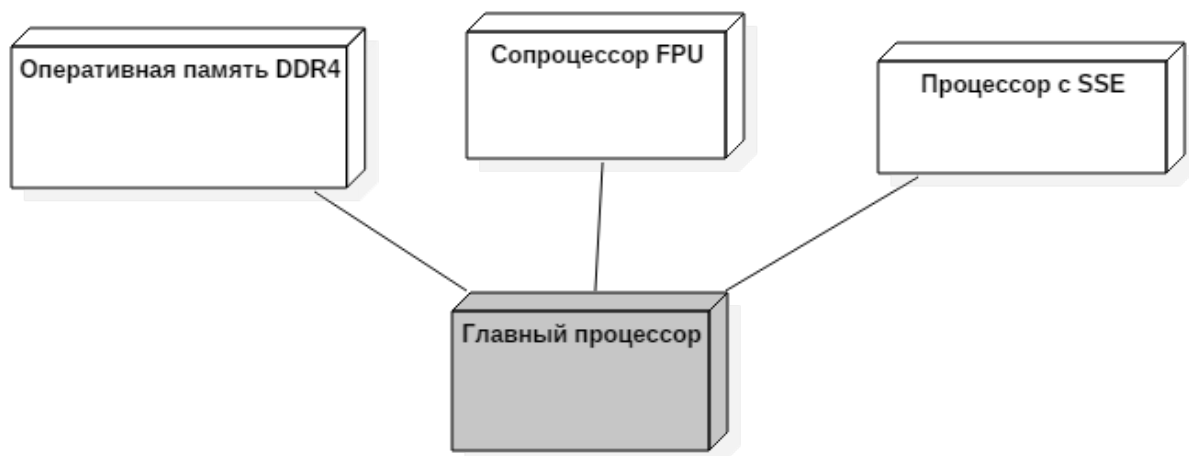 Оперативная память DDR4
Сопроцессор FPU
Процессор с SSE
Главный процессор